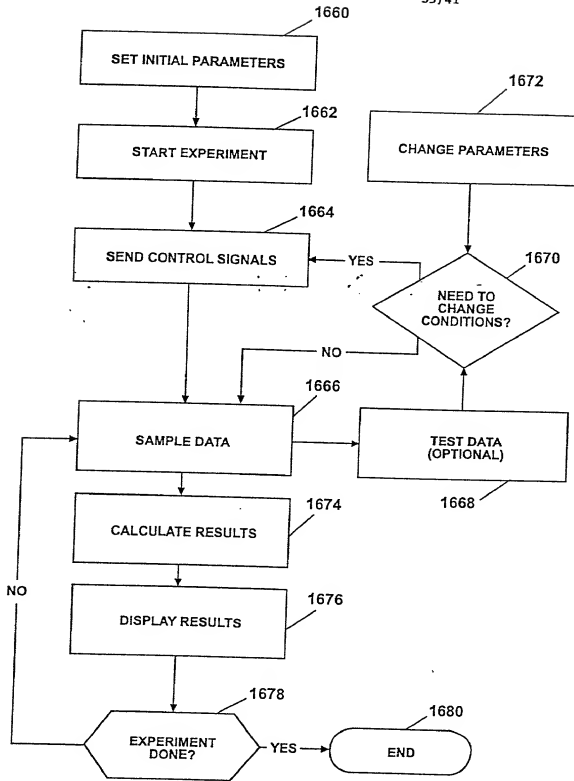 1660
SET INITIAL PARAMETERS
1662
START EXPERIMENT
1672
CHANGE PARAMETERS
1664
SEND CONTROL SIGNALS
YES
1670
NEED TO
CHANGE
CONDITIONS?
NO
1666
SAMPLE DATA
TEST DATA
(OPTIONAL)
1668
1674
CALCULATE RESULTS
NO
1676
DISPLAY RESULTS
1678
EXPERIMENT
DONE?
YES
1680
END